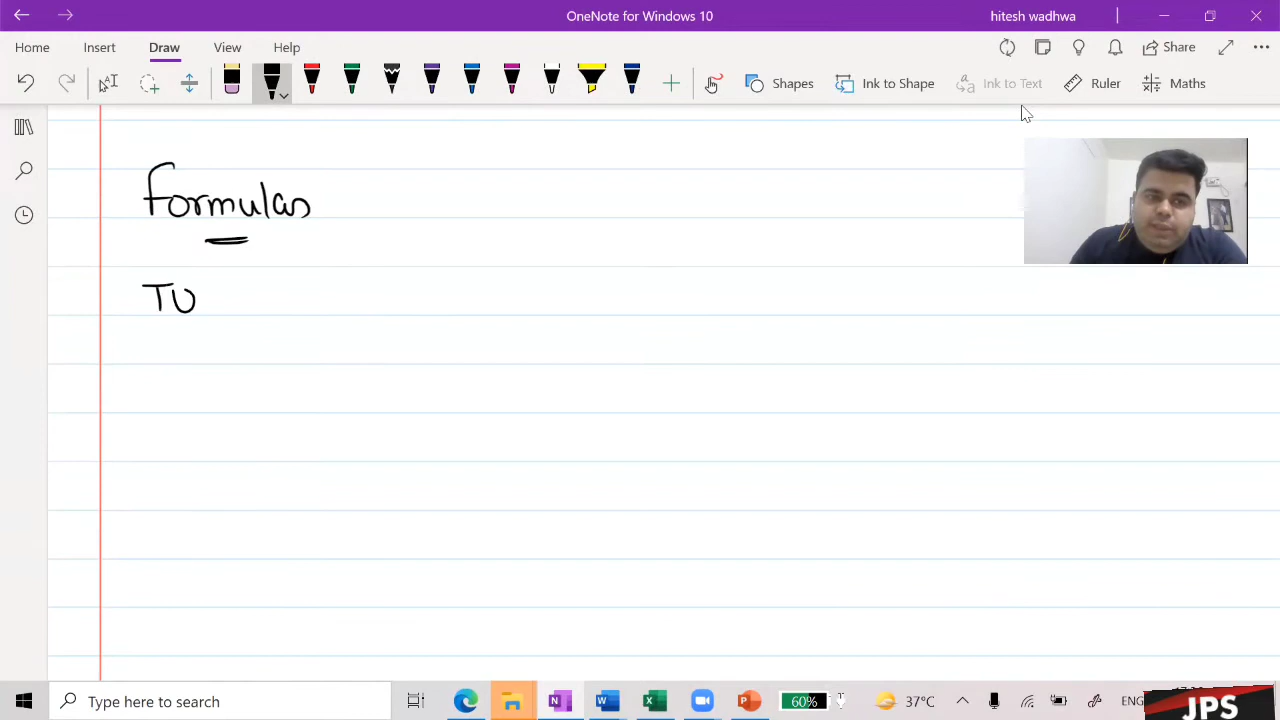 OneNote for Windows 10
hitesh wadhwa
Home Insert Draw View Help
Share
Shapes Ink to Shape Ink to Text Ruler Maths
Formulas
TU
Type here to search
60%
37°C
ENG
JPS